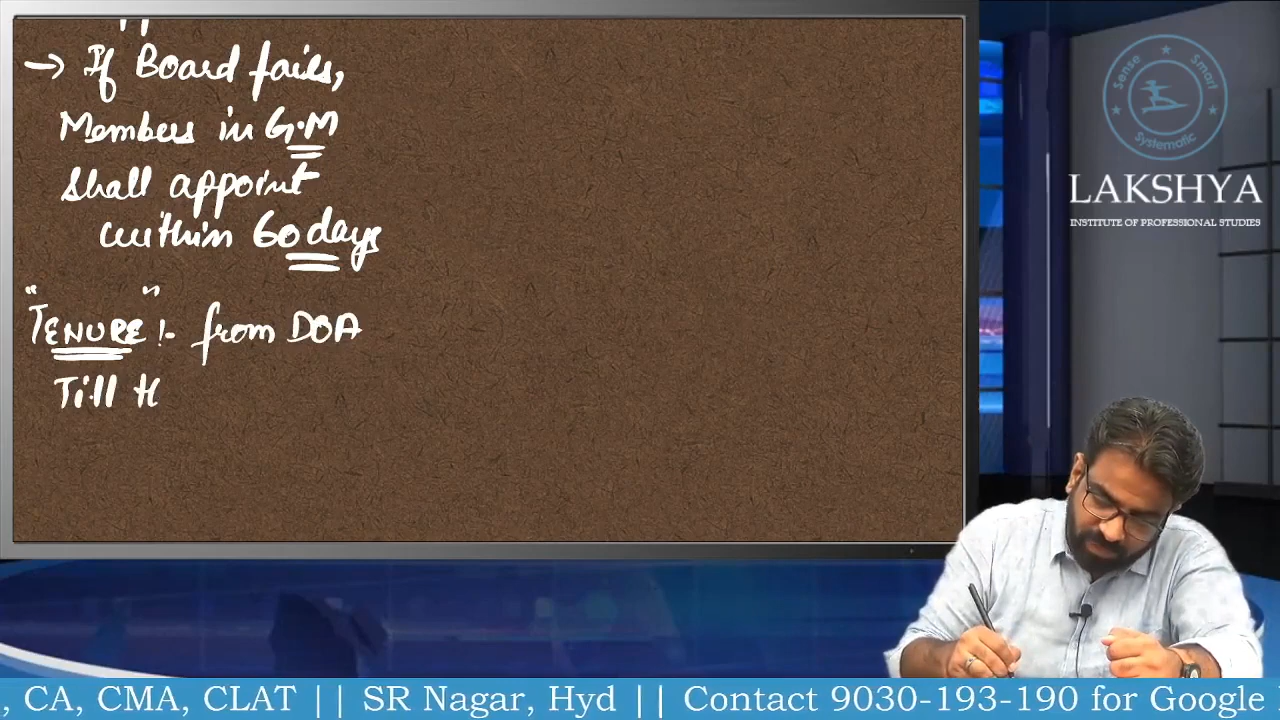 → If Board fails,
Members in G.M
shall appoint
within 60 days
"TENURE" :- from DOA
Till H
Sense
Smart
Systematic
LAKSHYA
INSTITUTE OF PROFESSIONAL STUDIES
, CA, CMA, CLAT || SR Nagar, Hyd || Contact 9030-193-190 for Google